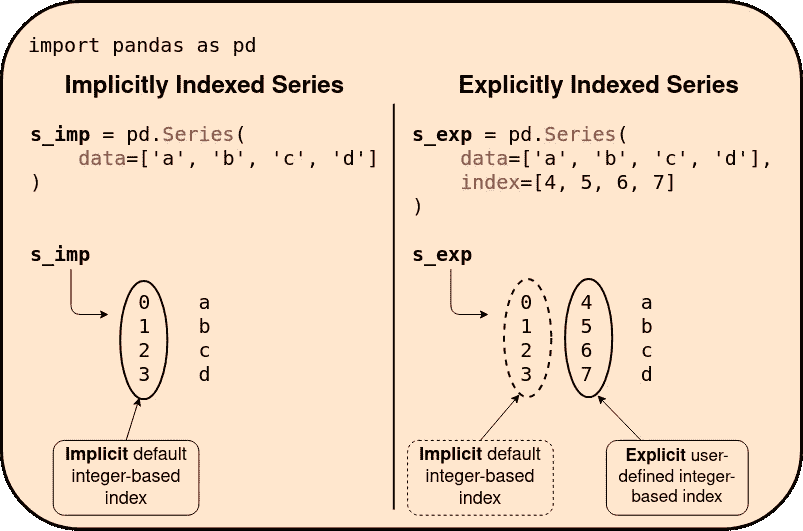 import pandas as pd
Implicitly Indexed Series
s_imp = pd.Series(
    data=['a', 'b', 'c', 'd']
)
s_imp
0 a
1 b
2 c
3 d
Implicit default
integer-based
index
Explicitly Indexed Series
s_exp = pd.Series(
    data=['a', 'b', 'c', 'd'],
    index=[4, 5, 6, 7]
)
s_exp
0 4 a
1 5 b
2 6 c
3 7 d
Implicit default
integer-based
index
Explicit user-
defined integer-
based index